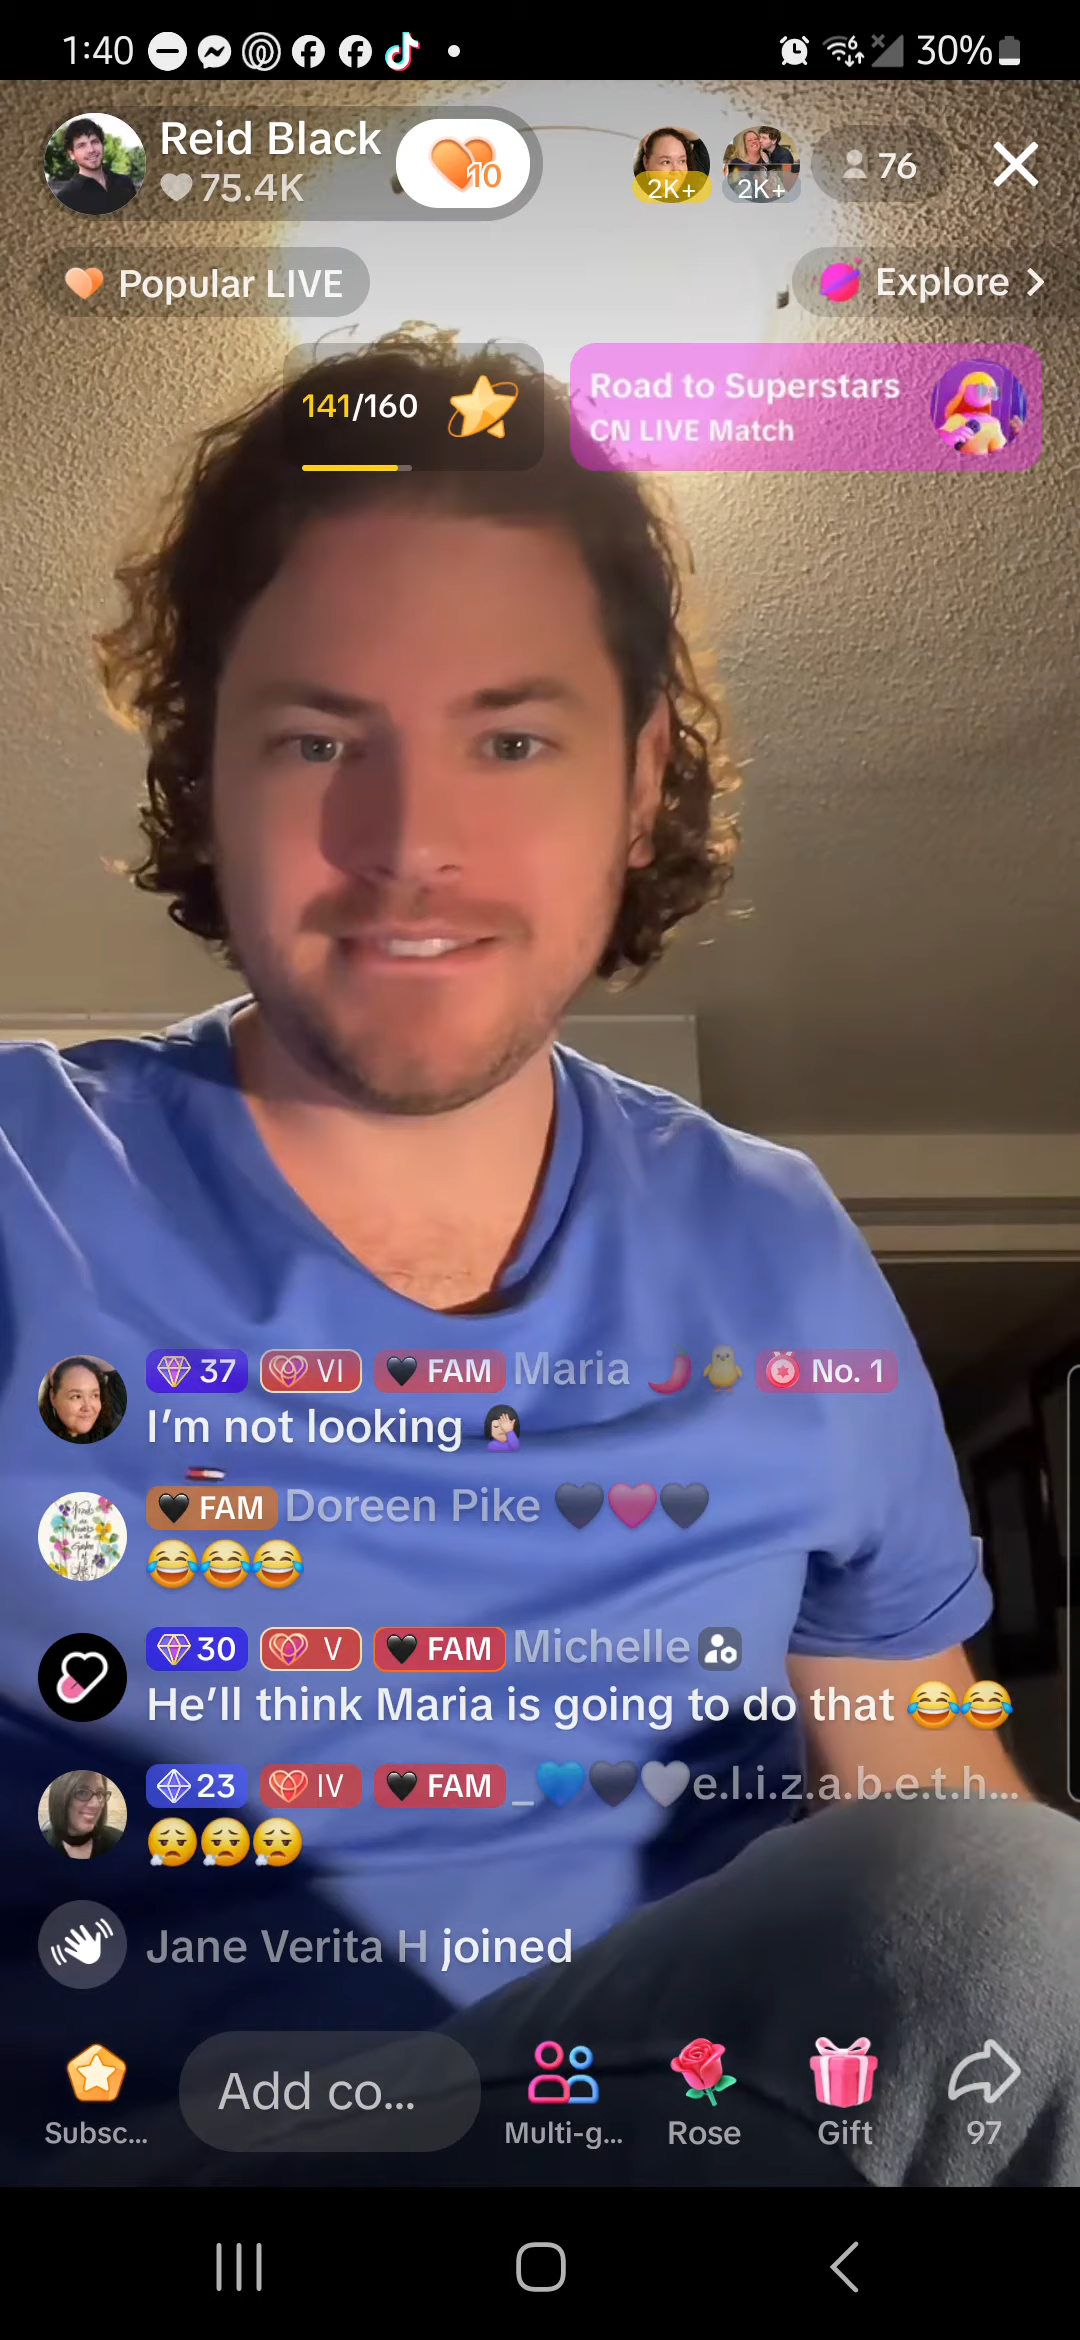 1:40
30%
Reid Black
75.4K
10
2K+
2K+
76
Popular LIVE
Explore
141/160
Road to Superstars
CN LIVE Match
37 VI FAM Maria No. 1
I'm not looking
FAM Doreen Pike
30 V FAM Michelle
He'll think Maria is going to do that
23 IV FAM _e.l.i.z.a.b.e.t.h...
Jane Verita H joined
Subsc...
Add co...
Multi-g...
Rose
Gift
97